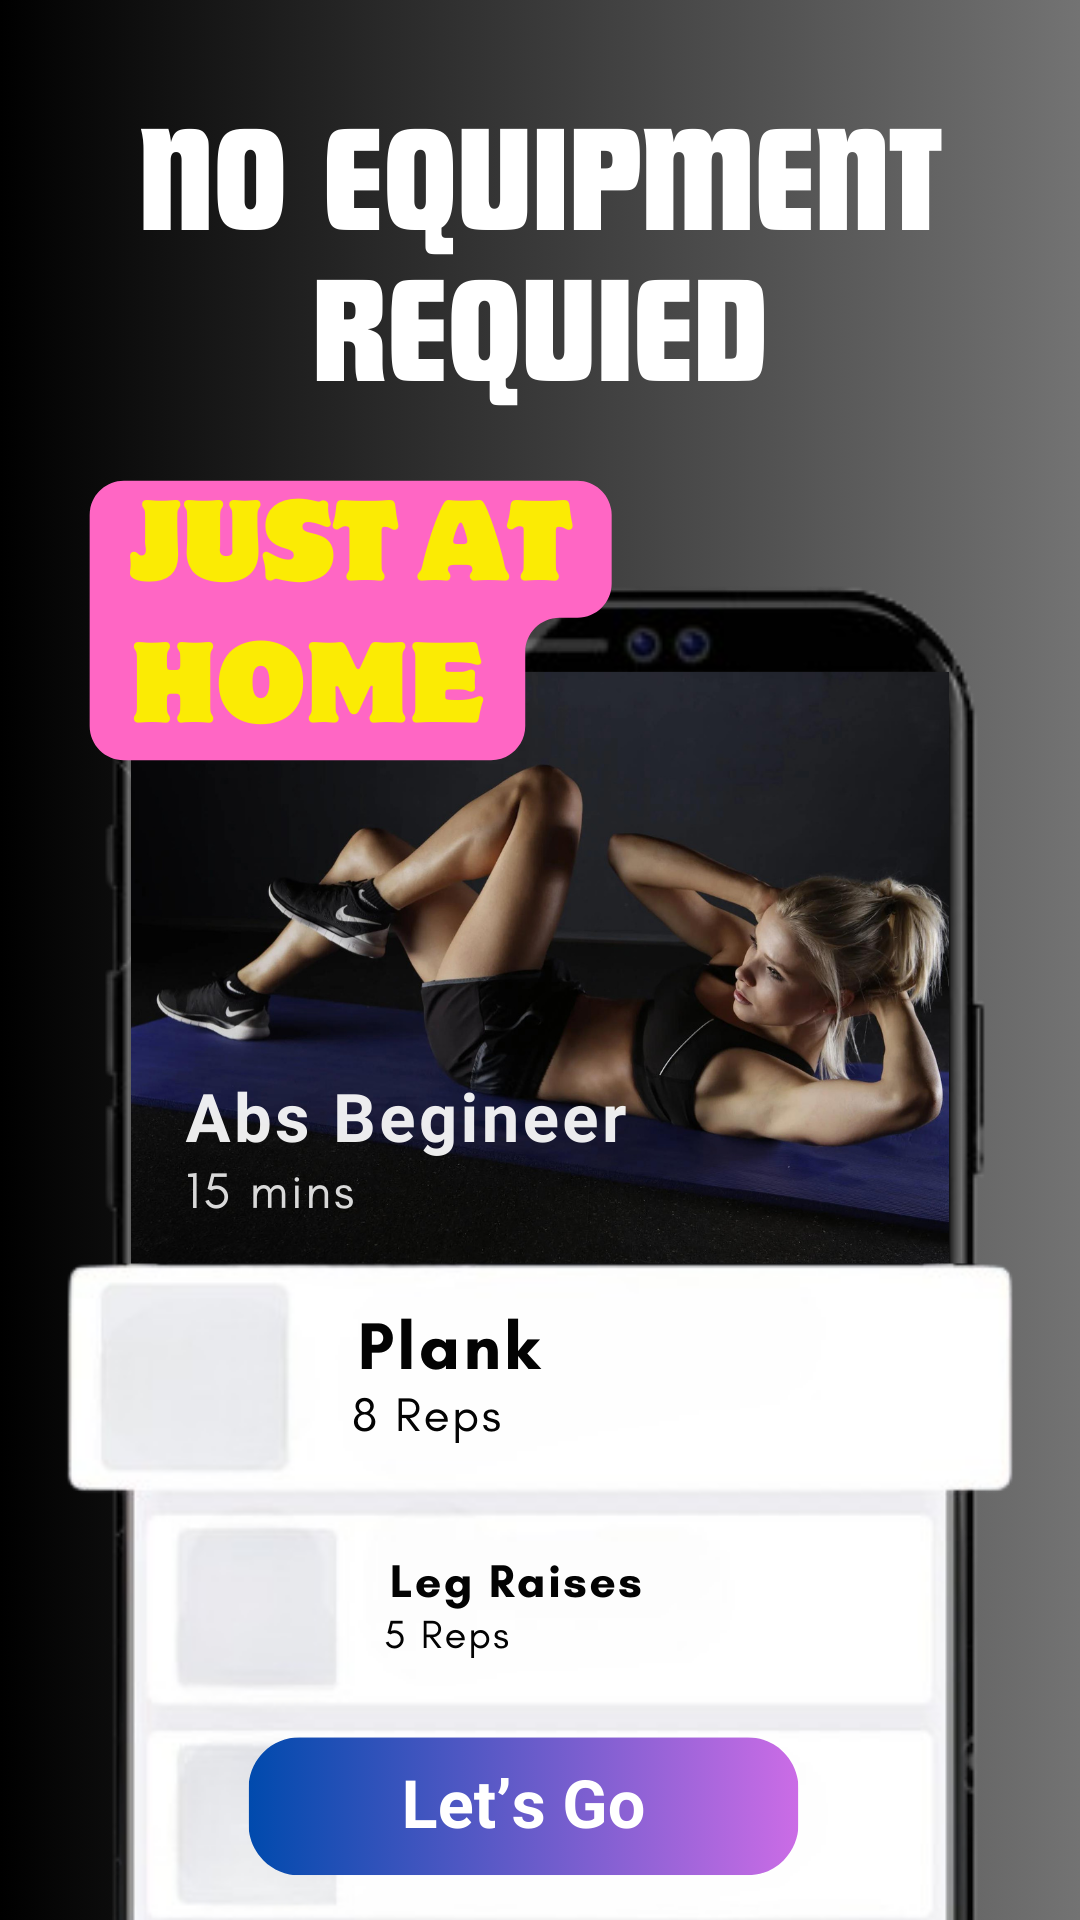 NO EQUIPMENT
REQUIED
JUST AT
HOME
Abs Begineer
15 mins
Plank
8 Reps
Leg Raises
5 Reps
Let's Go